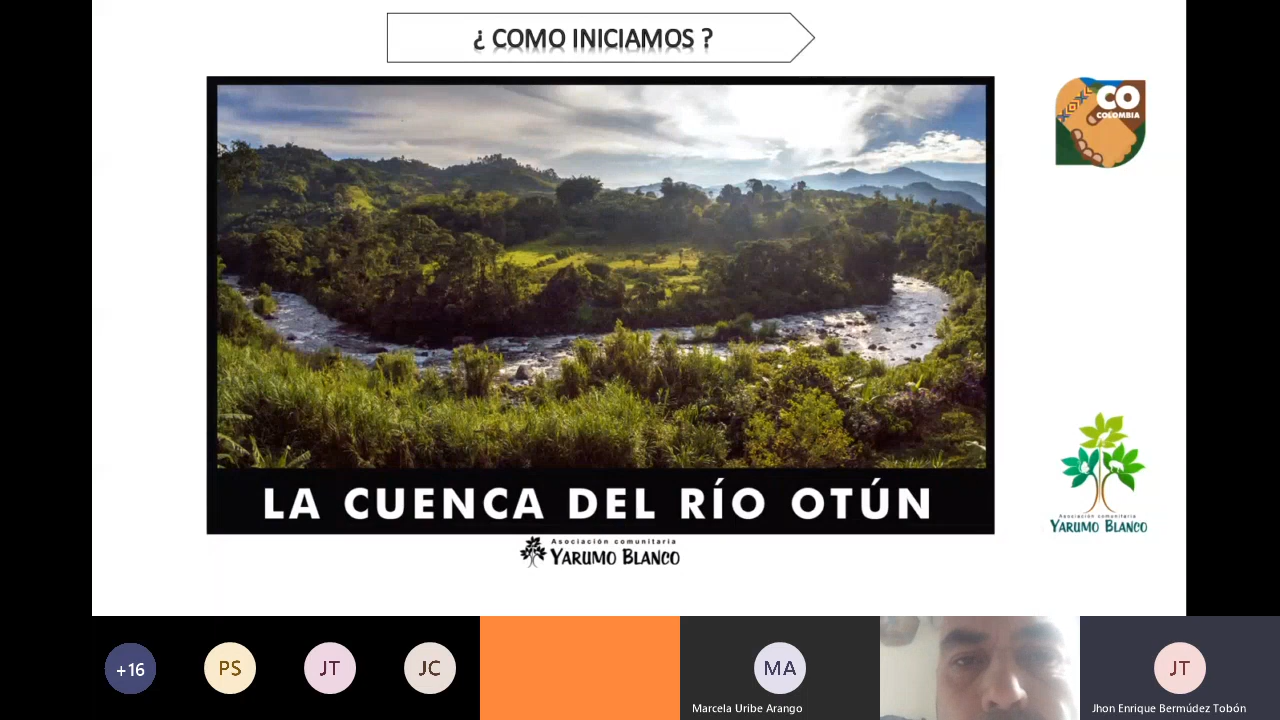 ¿ COMO INICIAMOS ?
CO
COLOMBIA
LA CUENCA DEL RÍO OTÚN
Asociación comunitaria
YARUMO BLANCO
Asociación comunitaria
YARUMO BLANCO
+16
PS
JT
JC
MA
JT
Marcela Uribe Arango
Jhon Enrique Bermúdez Tobón